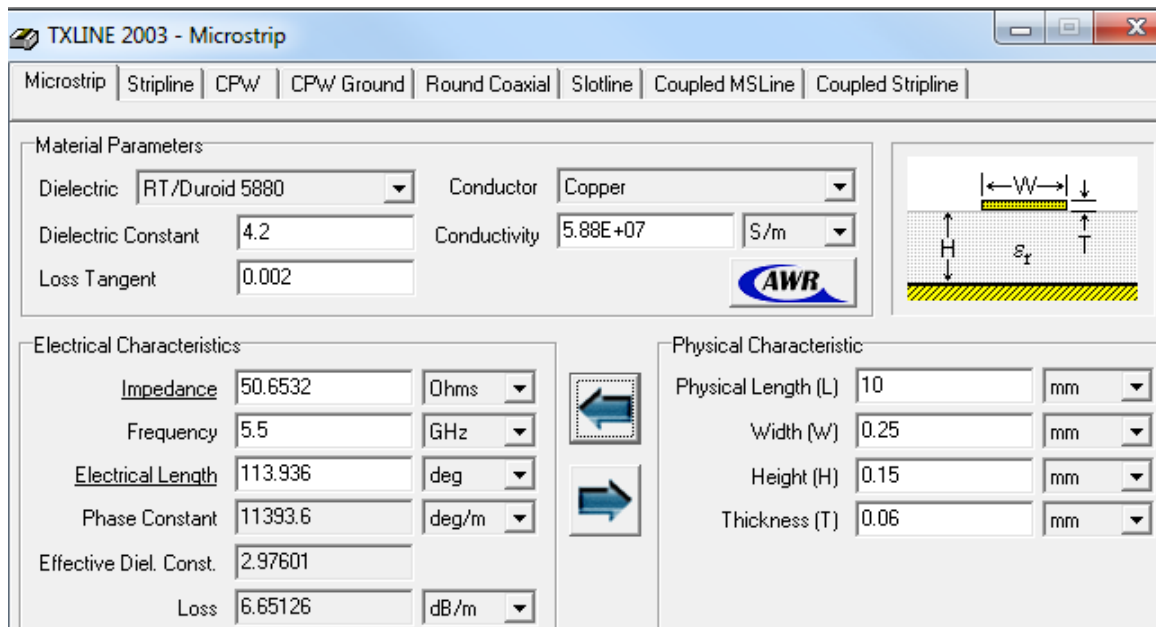 TXLINE 2003 - Microstrip
X
Microstrip Stripline CPW CPW Ground Round Coaxial Slotline Coupled MSLine Coupled Stripline
Material Parameters
Dielectric RT/Duroid 5880 Conductor Copper
Dielectric Constant 4.2 Conductivity 5.88E+07 S/m
Loss Tangent 0.002 AWR
W
H εr T
Electrical Characteristics
Impedance 50.6532 Ohms
Frequency 5.5 GHz
Electrical Length 113.936 deg
Phase Constant 11393.6 deg/m
Effective Diel. Const. 2.97601
Loss 6.65126 dB/m
Physical Characteristic
Physical Length (L) 10 mm
Width (W) 0.25 mm
Height (H) 0.15 mm
Thickness (T) 0.06 mm